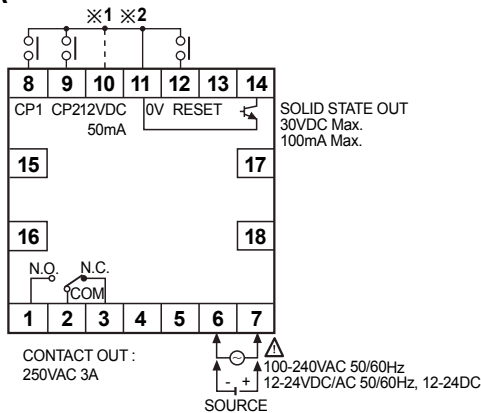 ※1 ※2
8 9 10 11 12 13 14
CP1 CP2 12VDC 0V RESET
50mA
SOLID STATE OUT
30VDC Max.
100mA Max.
15 17
16 18
N.O. N.C.
COM
1 2 3 4 5 6 7
CONTACT OUT :
250VAC 3A
100-240VAC 50/60Hz
12-24VDC/AC 50/60Hz, 12-24DC
- +
SOURCE